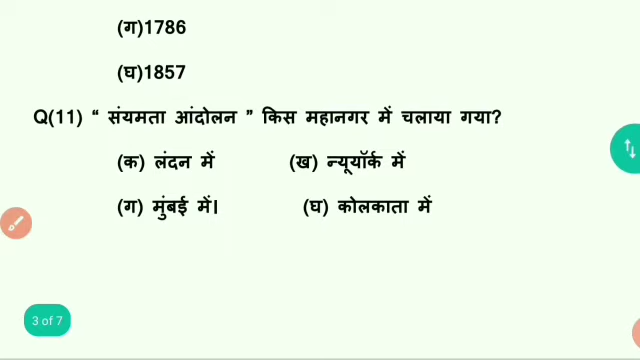 (ग)1786
(घ)1857
Q(11) “ संयमता आंदोलन ” किस महानगर में चलाया गया?
(क) लंदन में (ख) न्यूयॉर्क में
(ग) मुंबई में। (घ) कोलकाता में
3 of 7